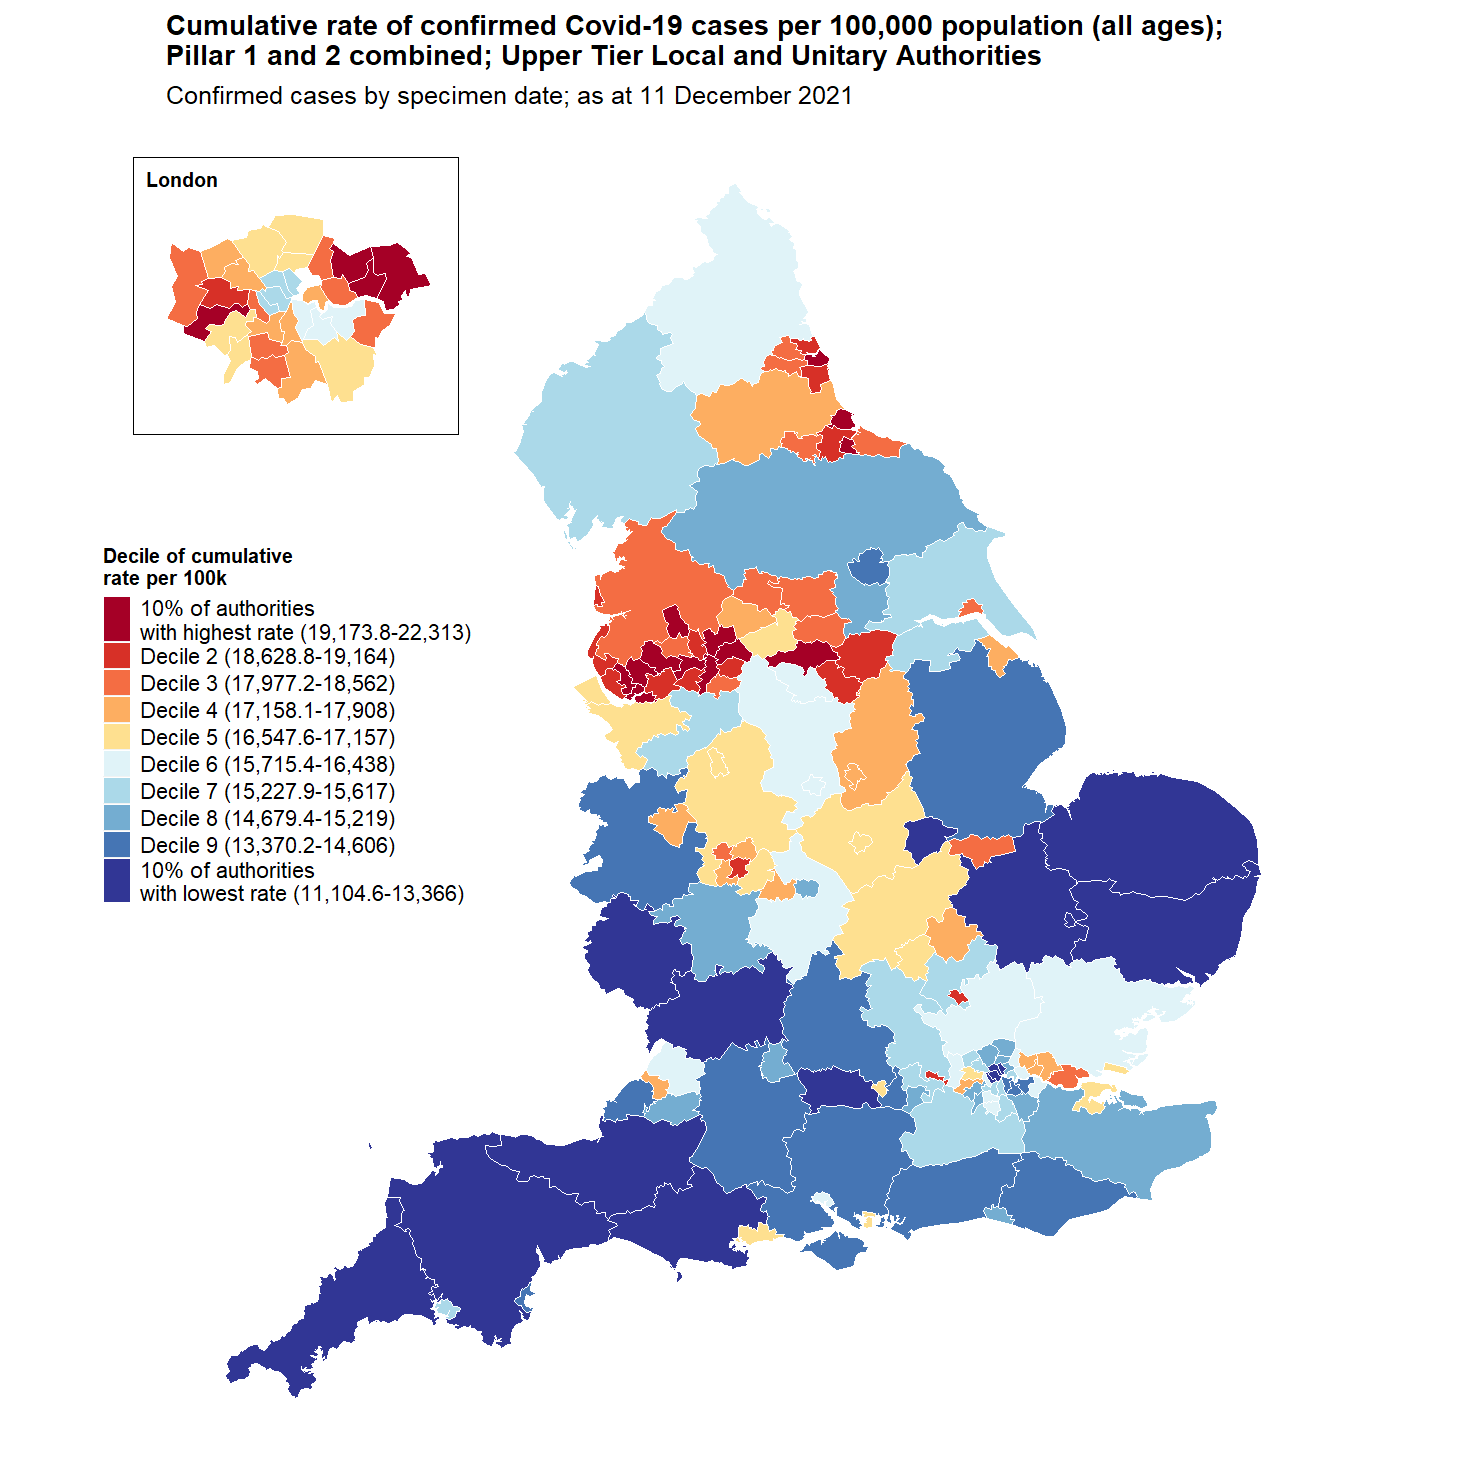 Cumulative rate of confirmed Covid-19 cases per 100,000 population (all ages);
Pillar 1 and 2 combined; Upper Tier Local and Unitary Authorities
Confirmed cases by specimen date; as at 11 December 2021
London
Decile of cumulative
rate per 100k
10% of authorities
with highest rate (19,173.8-22,313)
Decile 2 (18,628.8-19,164)
Decile 3 (17,977.2-18,562)
Decile 4 (17,158.1-17,908)
Decile 5 (16,547.6-17,157)
Decile 6 (15,715.4-16,438)
Decile 7 (15,227.9-15,617)
Decile 8 (14,679.4-15,219)
Decile 9 (13,370.2-14,606)
10% of authorities
with lowest rate (11,104.6-13,366)